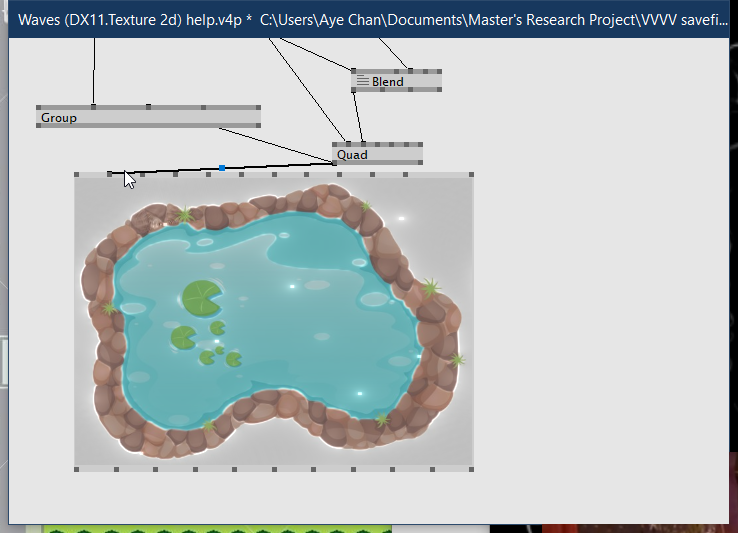 Waves (DX11.Texture 2d) help.v4p * C:\Users\Aye Chan\Documents\Master's Research Project\VVVV savefi...
Blend
Group
Quad